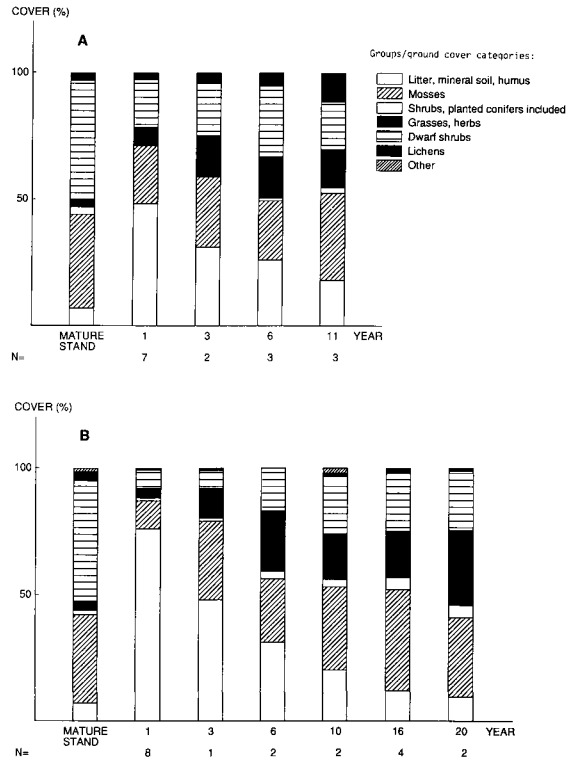 COVER (%)
A
Groups/ground cover categories:
Litter, mineral soil, humus
Mosses
Shrubs, planted conifers included
Grasses, herbs
Dwarf shrubs
Lichens
Other
100
50
MATURE STAND 1 3 6 11 YEAR
N= 7 2 3 3
COVER (%)
B
100
50
MATURE STAND 1 3 6 10 16 20 YEAR
N= 8 1 2 2 4 2